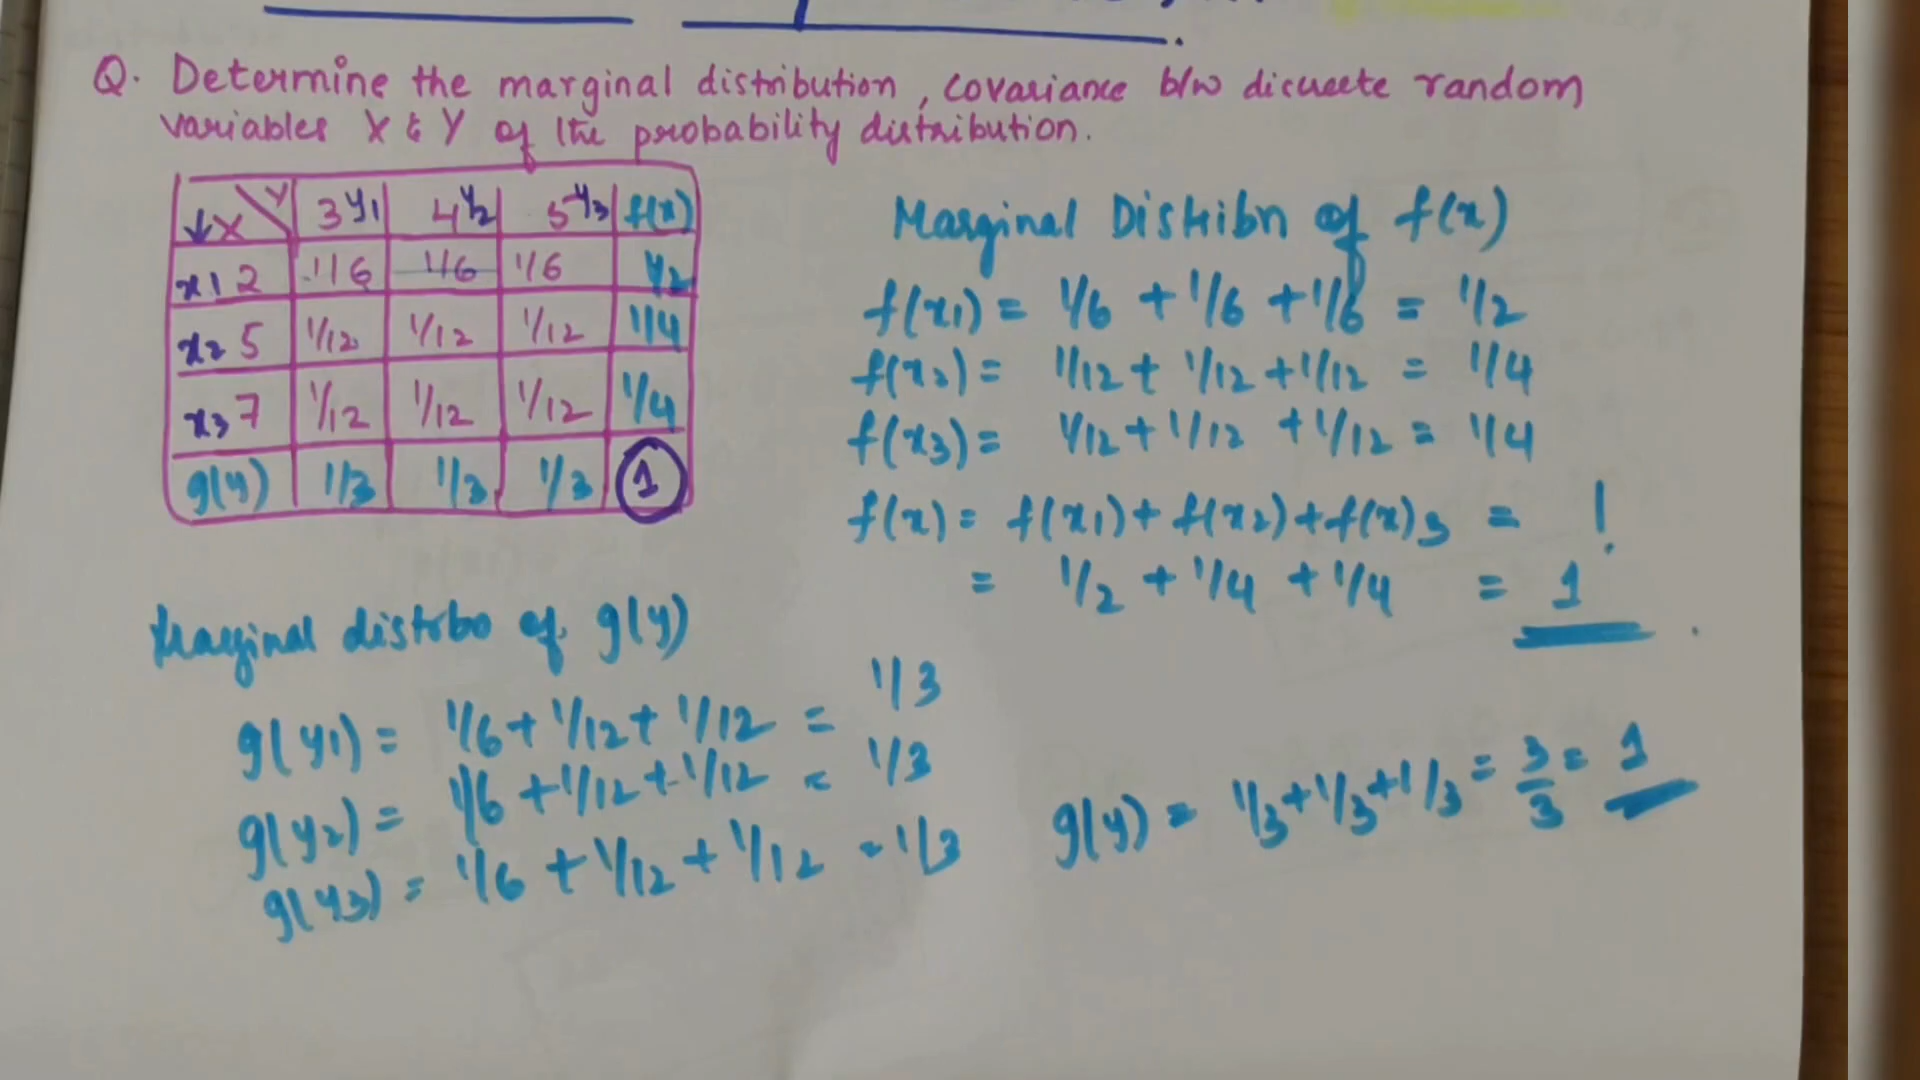 Q. Determine the marginal distribution, covariance b/w discrete random
variables X & Y of the probability distribution.
↓X Y 3 y1 4 y2 5 y3 f(x)
x1 2 1/6 1/6 1/6 1/2
x2 5 1/12 1/12 1/12 1/4
x3 7 1/12 1/12 1/12 1/4
g(y) 1/3 1/3 1/3 1
Marginal Distribn of f(x)
f(x1) = 1/6 + 1/6 + 1/6 = 1/2
f(x2) = 1/12 + 1/12 + 1/12 = 1/4
f(x3) = 1/12 + 1/12 + 1/12 = 1/4
f(x) = f(x1) + f(x2) + f(x)3 = 1.
= 1/2 + 1/4 + 1/4 = 1
Marginal distrbo of g(y)
g(y1) = 1/6 + 1/12 + 1/12 = 1/3
g(y2) = 1/6 + 1/12 + 1/12 = 1/3
g(y3) = 1/6 + 1/12 + 1/12 = 1/3
g(y) = 1/3 + 1/3 + 1/3 = 3/3 = 1